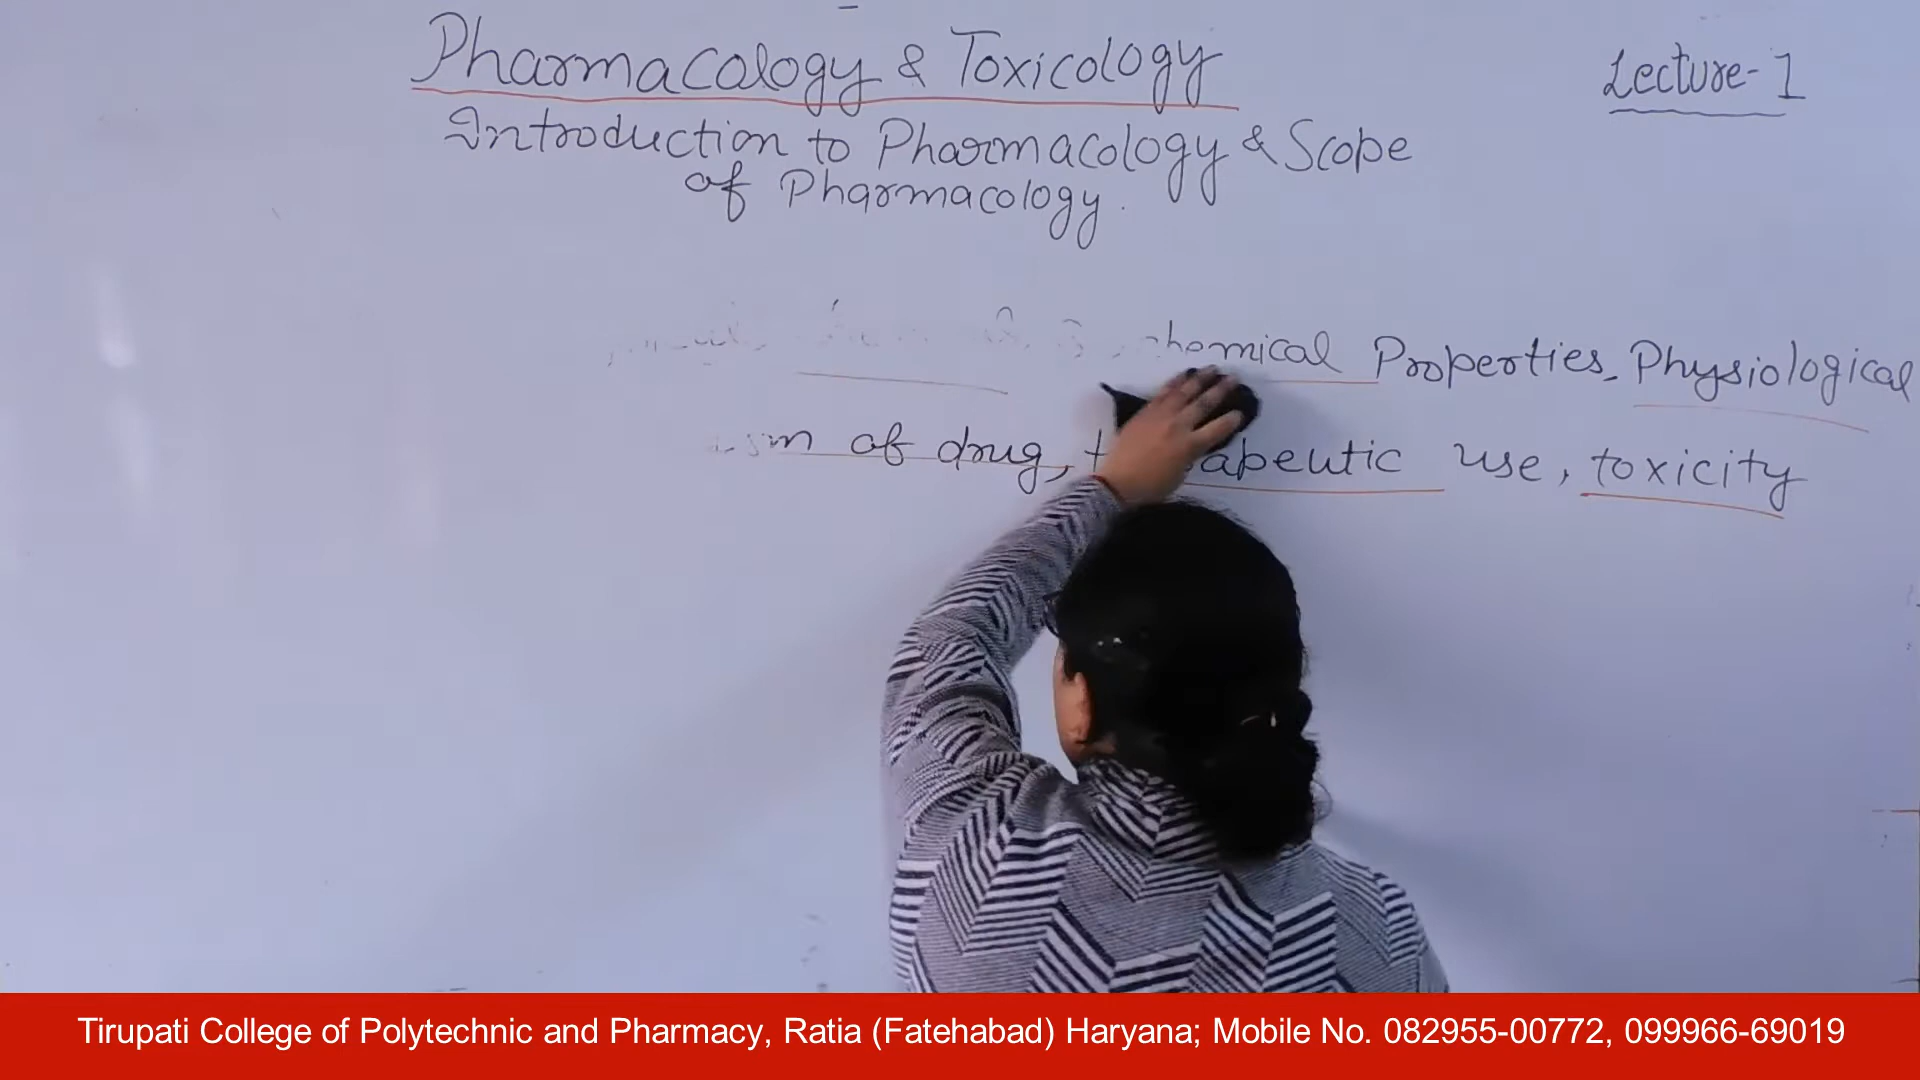 Pharmacology & Toxicology
Lecture-1
Introduction to Pharmacology & Scope
of Pharmacology.
Properties, Physiological
of drug, use, toxicity
Tirupati College of Polytechnic and Pharmacy, Ratia (Fatehabad) Haryana; Mobile No. 082955-00772, 099966-69019